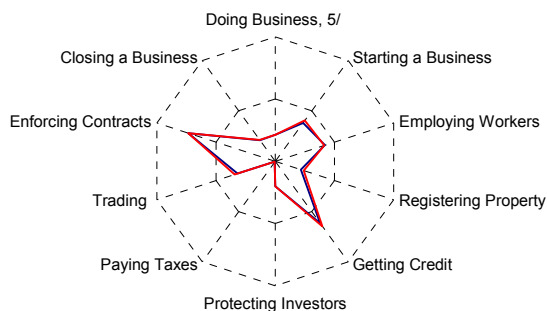 Doing Business, 5/
Closing a Business
Starting a Business
Enforcing Contracts
Employing Workers
Trading
Registering Property
Paying Taxes
Getting Credit
Protecting Investors